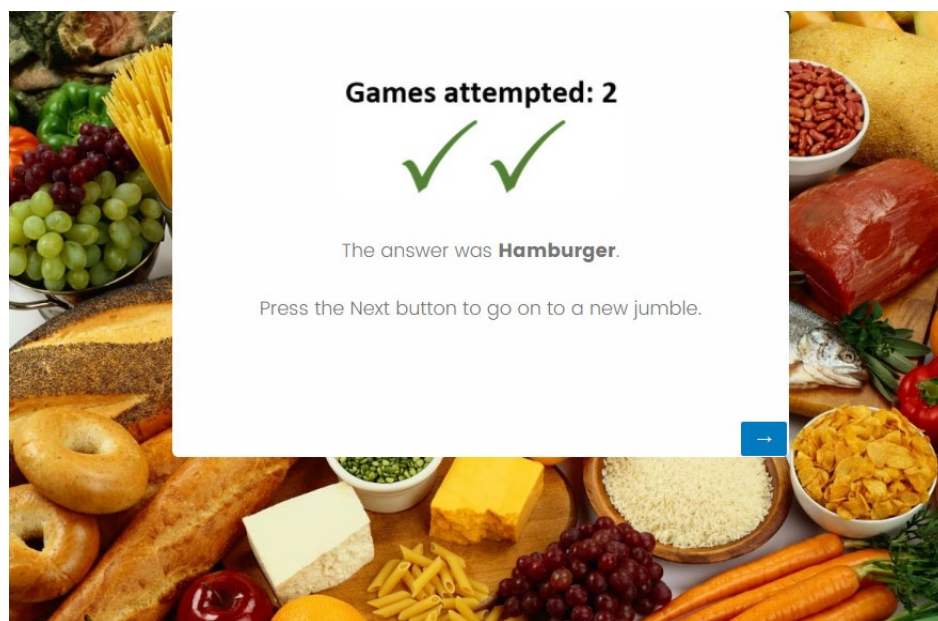 Games attempted: 2
The answer was Hamburger.
Press the Next button to go on to a new jumble.
→